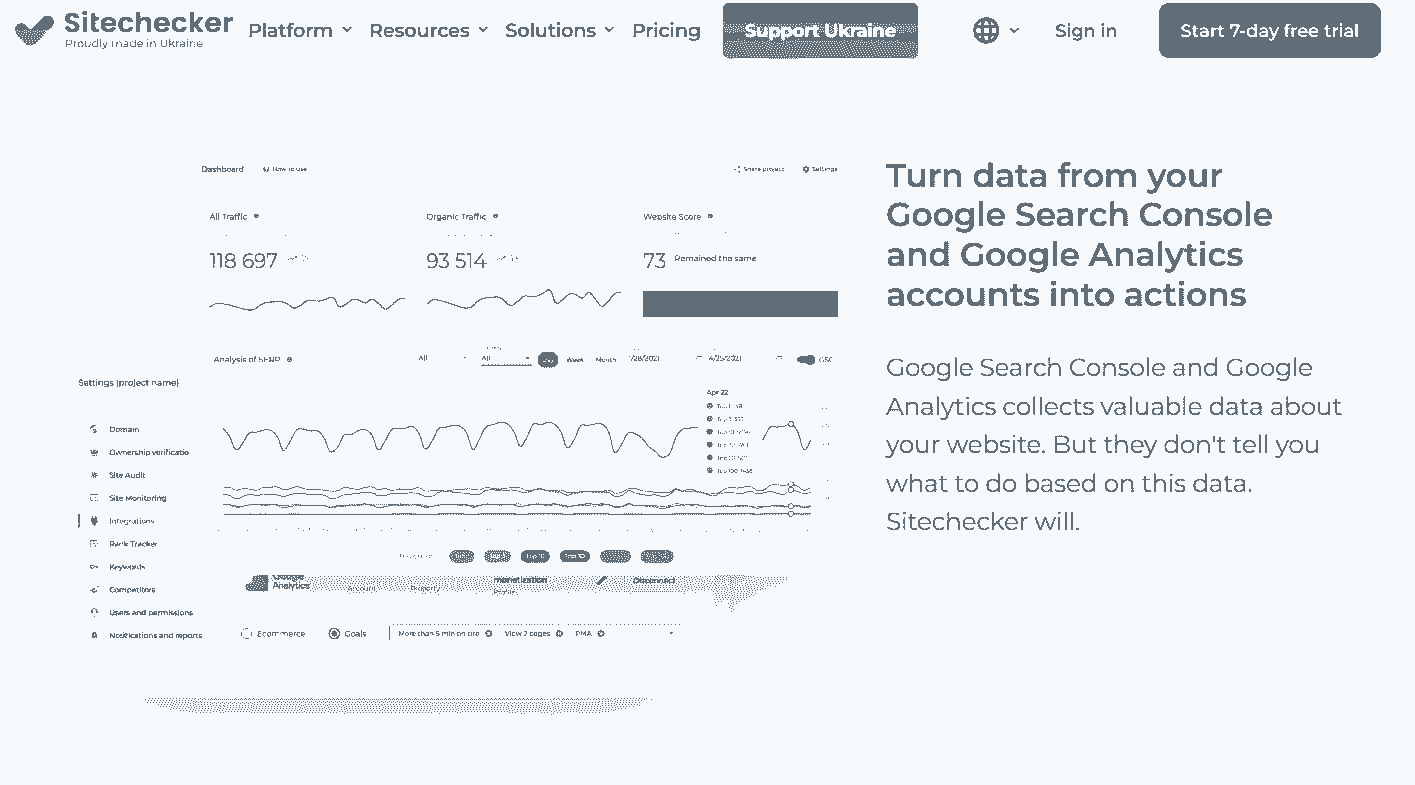 Sitechecker
Proudly made in Ukraine
Platform Resources Solutions Pricing Support Ukraine Sign in Start 7-day free trial
Dashboard How to use Share project Settings
All Traffic Organic Traffic Website Score
118 697 93 514 73 Remained the same
Analysis of SERP All All Day Week Month 1/28/2021 4/25/2021 GSC
Settings (project name)
Apr 22
Domain
Ownership verificatio
Site Audit
Site Monitoring
Integrations
Rank Tracker
Keywords
Competitors
Users and permissions
Notifications and reports
Google Analytics Account Property monetization Profile Disconnect
Ecommerce Goals More than 5 min on site View 2 pages PMA
Turn data from your
Google Search Console
and Google Analytics
accounts into actions
Google Search Console and Google
Analytics collects valuable data about
your website. But they don't tell you
what to do based on this data.
Sitechecker will.